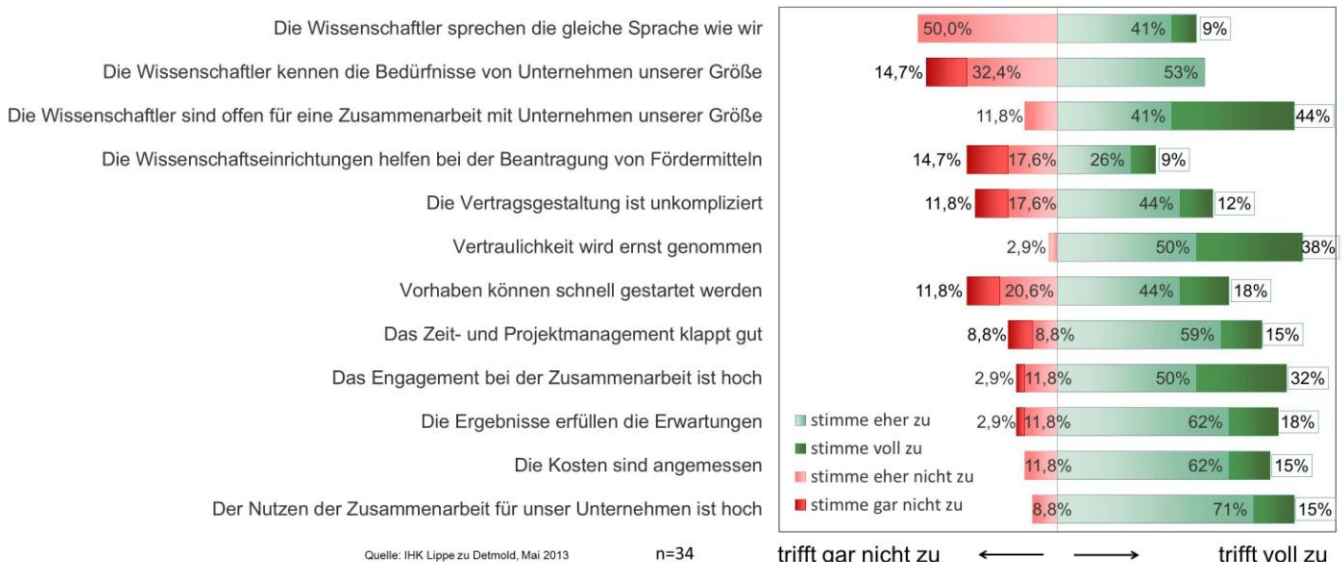 Die Wissenschaftler sprechen die gleiche Sprache wie wir 50,0% 41% 9%
Die Wissenschaftler kennen die Bedürfnisse von Unternehmen unserer Größe 14,7% 32,4% 53%
Die Wissenschaftler sind offen für eine Zusammenarbeit mit Unternehmen unserer Größe 11,8% 41% 44%
Die Wissenschaftseinrichtungen helfen bei der Beantragung von Fördermitteln 14,7% 17,6% 26% 9%
Die Vertragsgestaltung ist unkompliziert 11,8% 17,6% 44% 12%
Vertraulichkeit wird ernst genommen 2,9% 50% 38%
Vorhaben können schnell gestartet werden 11,8% 20,6% 44% 18%
Das Zeit- und Projektmanagement klappt gut 8,8% 8,8% 59% 15%
Das Engagement bei der Zusammenarbeit ist hoch 2,9% 11,8% 50% 32%
Die Ergebnisse erfüllen die Erwartungen 2,9% 11,8% 62% 18%
Die Kosten sind angemessen 11,8% 62% 15%
Der Nutzen der Zusammenarbeit für unser Unternehmen ist hoch 8,8% 71% 15%
stimme eher zu
stimme voll zu
stimme eher nicht zu
stimme gar nicht zu
Quelle: IHK Lippe zu Detmold, Mai 2013 n=34 trifft gar nicht zu trifft voll zu